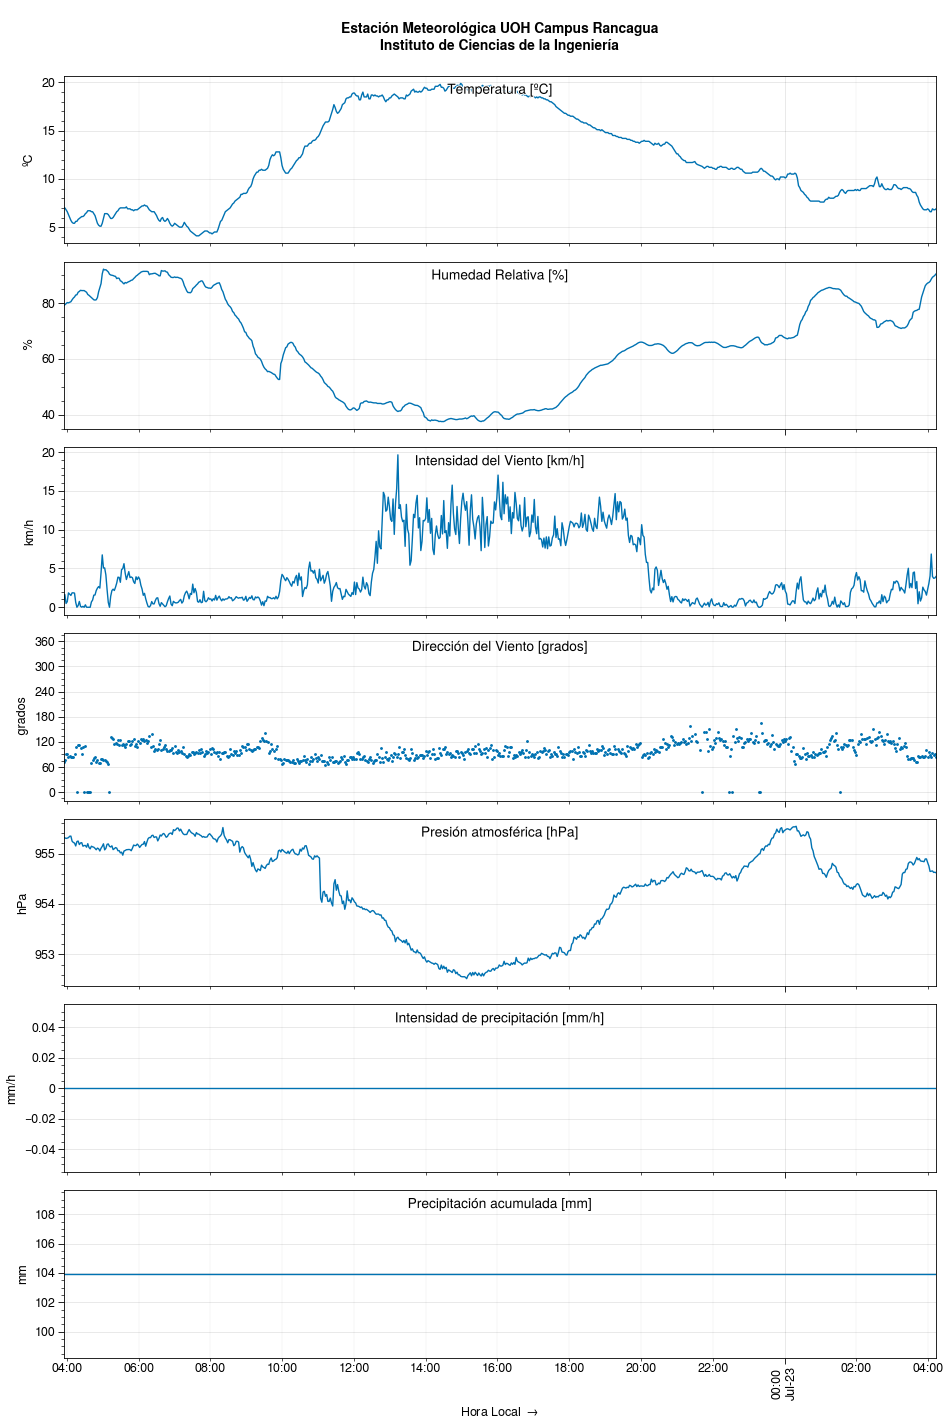 Estación Meteorológica UOH Campus Rancagua
Instituto de Ciencias de la Ingeniería
Temperatura [ºC]
ºC
20
15
10
5
Humedad Relativa [%]
%
80
60
40
Intensidad del Viento [km/h]
km/h
20
15
10
5
0
Dirección del Viento [grados]
grados
360
300
240
180
120
60
0
Presión atmosférica [hPa]
hPa
955
954
953
Intensidad de precipitación [mm/h]
mm/h
0.04
0.02
0
−0.02
−0.04
Precipitación acumulada [mm]
mm
108
106
104
102
100
04:00 06:00 08:00 10:00 12:00 14:00 16:00 18:00 20:00 22:00 00:00 02:00 04:00
Jul-23
Hora Local →